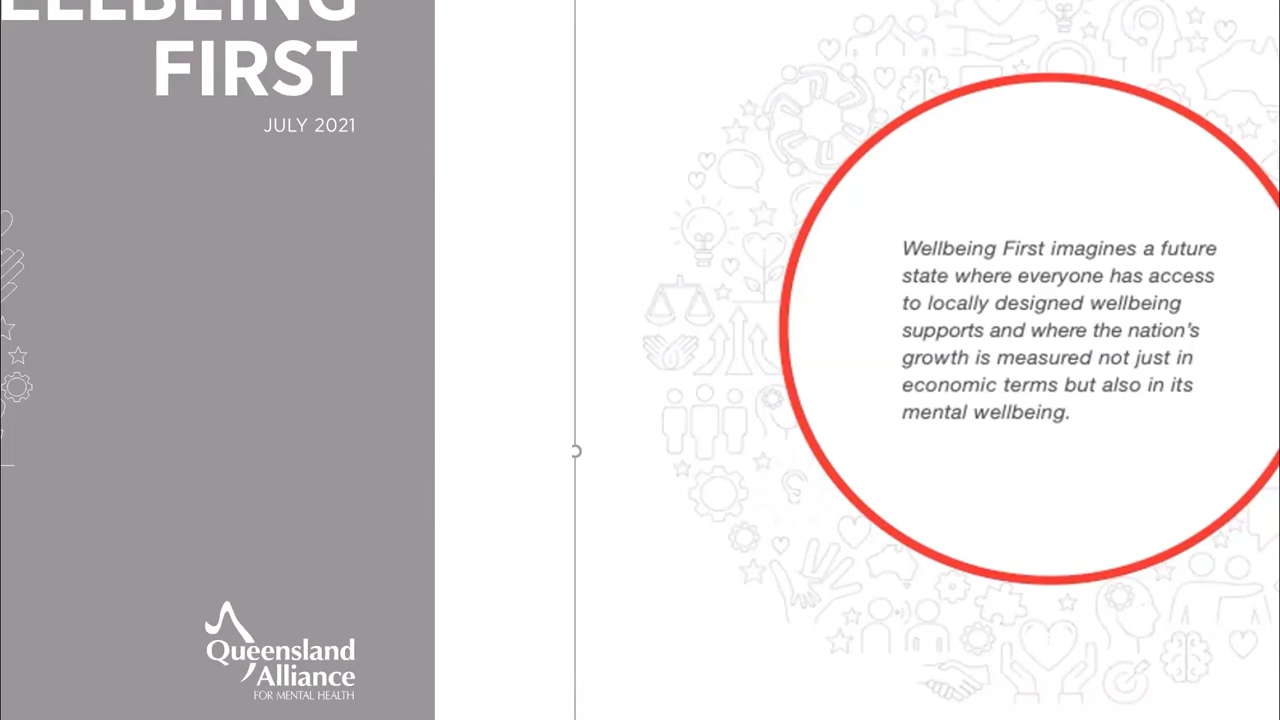 ELLBEING
FIRST
JULY 2021
Queensland
Alliance
FOR MENTAL HEALTH
Wellbeing First imagines a future
state where everyone has access
to locally designed wellbeing
supports and where the nation's
growth is measured not just in
economic terms but also in its
mental wellbeing.